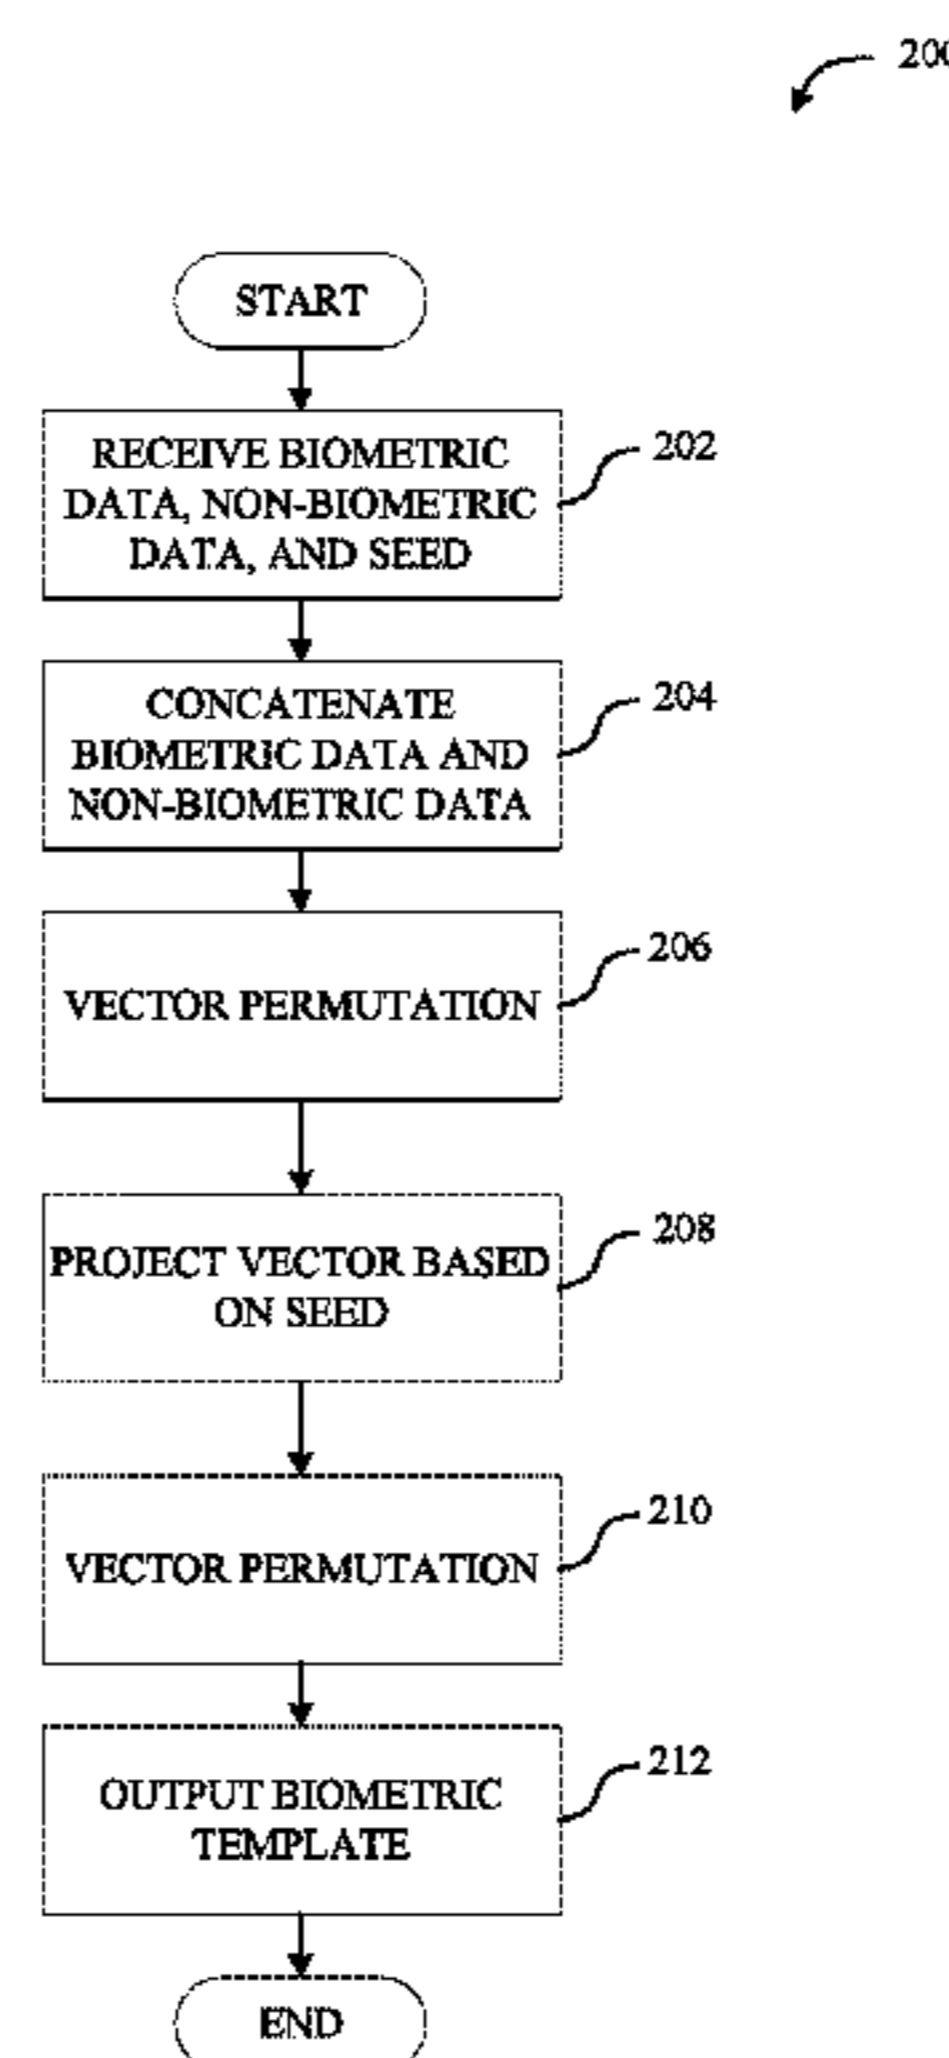 200
START
RECEIVE BIOMETRIC
DATA, NON-BIOMETRIC
DATA, AND SEED
202
CONCATENATE
BIOMETRIC DATA AND
NON-BIOMETRIC DATA
204
VECTOR PERMUTATION
206
PROJECT VECTOR BASED
ON SEED
208
VECTOR PERMUTATION
210
OUTPUT BIOMETRIC
TEMPLATE
212
END